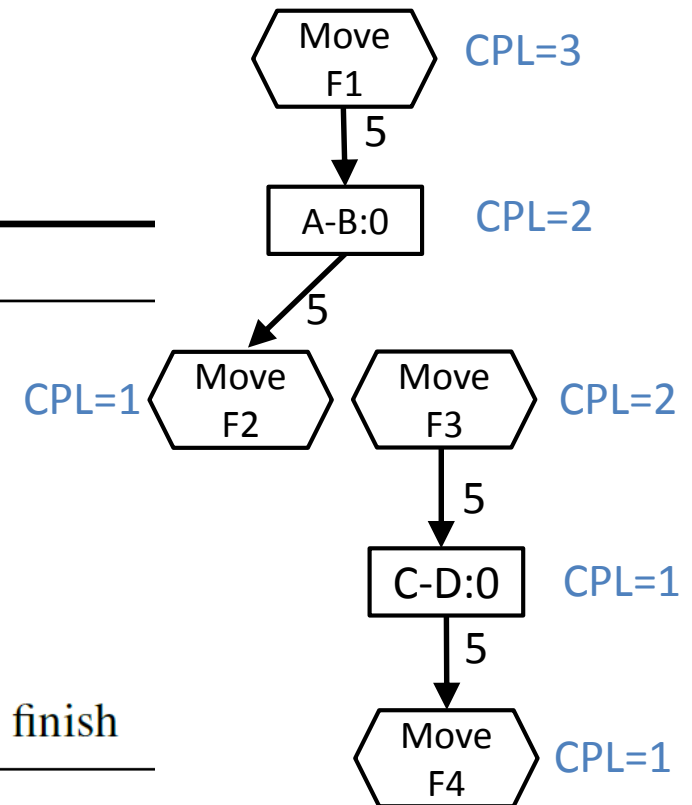 Move
F1
CPL=3
5
A-B:0
CPL=2
5
CPL=1
Move
F2
Move
F3
CPL=2
5
C-D:0
CPL=1
5
finish
Move
F4
CPL=1